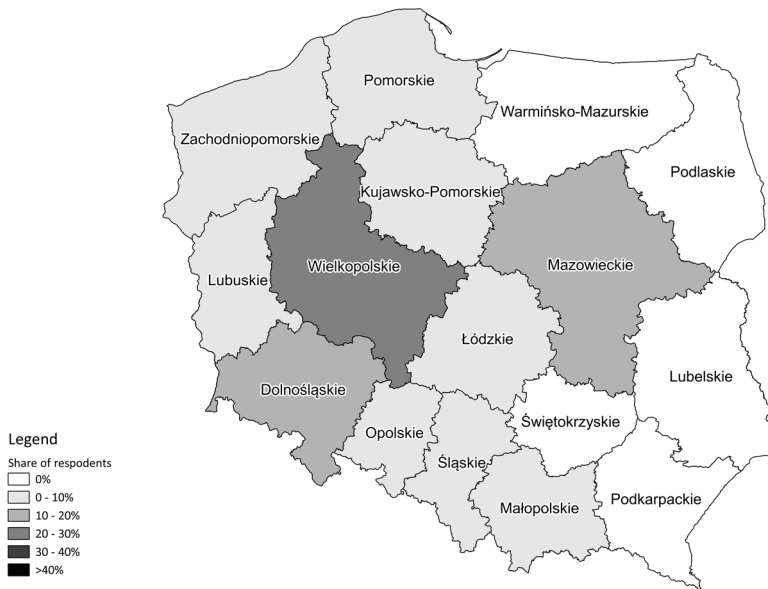 Pomorskie
Warmińsko-Mazurskie
Zachodniopomorskie
Podlaskie
Kujawsko-Pomorskie
Wielkopolskie
Mazowieckie
Lubuskie
Łódzkie
Lubelskie
Dolnośląskie
Świętokrzyskie
Opolskie
Śląskie
Podkarpackie
Małopolskie
Legend
Share of respodents
0%
0 - 10%
10 - 20%
20 - 30%
30 - 40%
>40%